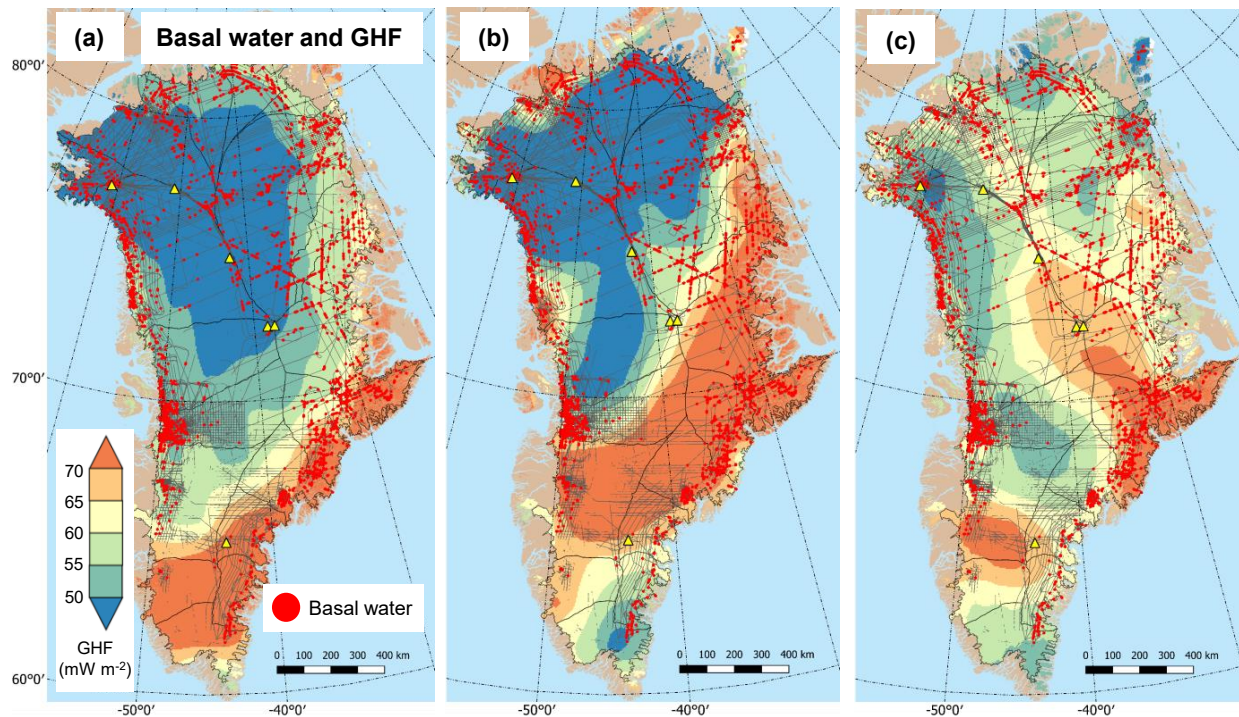 (a) Basal water and GHF
(b)
(c)
80°0'
70°0'
60°0'
70
65
60
55
50
GHF
(mW m⁻²)
Basal water
0 100 200 300 400 km
0 100 200 300 400 km
0 100 200 300 400 km
-50°0' -40°0'
-50°0' -40°0'
-50°0' -40°0'